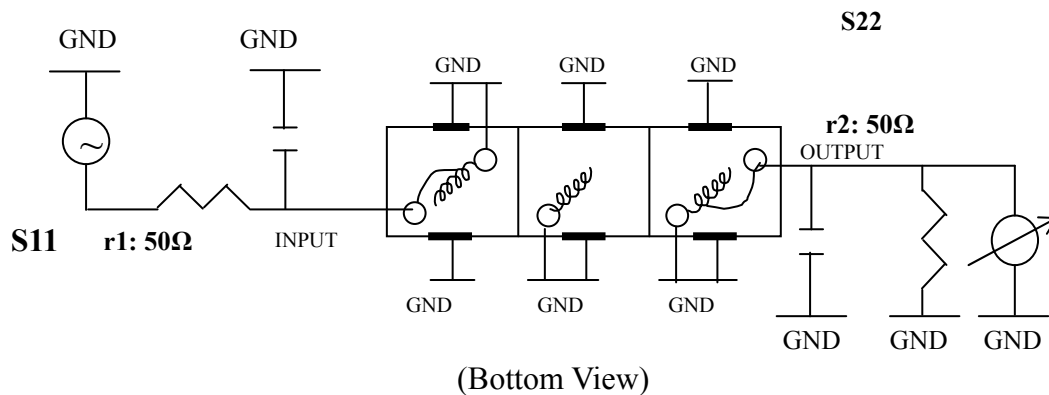 S22
GND
GND
GND
GND
GND
r2: 50Ω
OUTPUT
S11
r1: 50Ω
INPUT
GND
GND
GND
GND
GND
GND
(Bottom View)